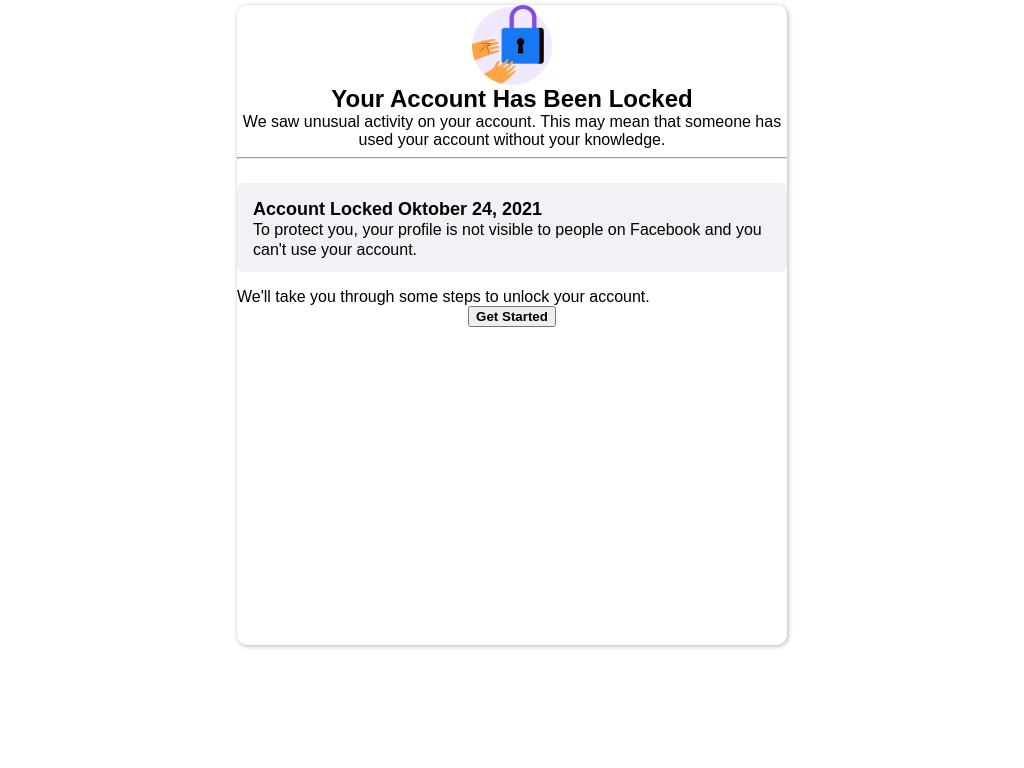 Your Account Has Been Locked
We saw unusual activity on your account. This may mean that someone has
used your account without your knowledge.
Account Locked Oktober 24, 2021
To protect you, your profile is not visible to people on Facebook and you
can't use your account.
We'll take you through some steps to unlock your account.
Get Started